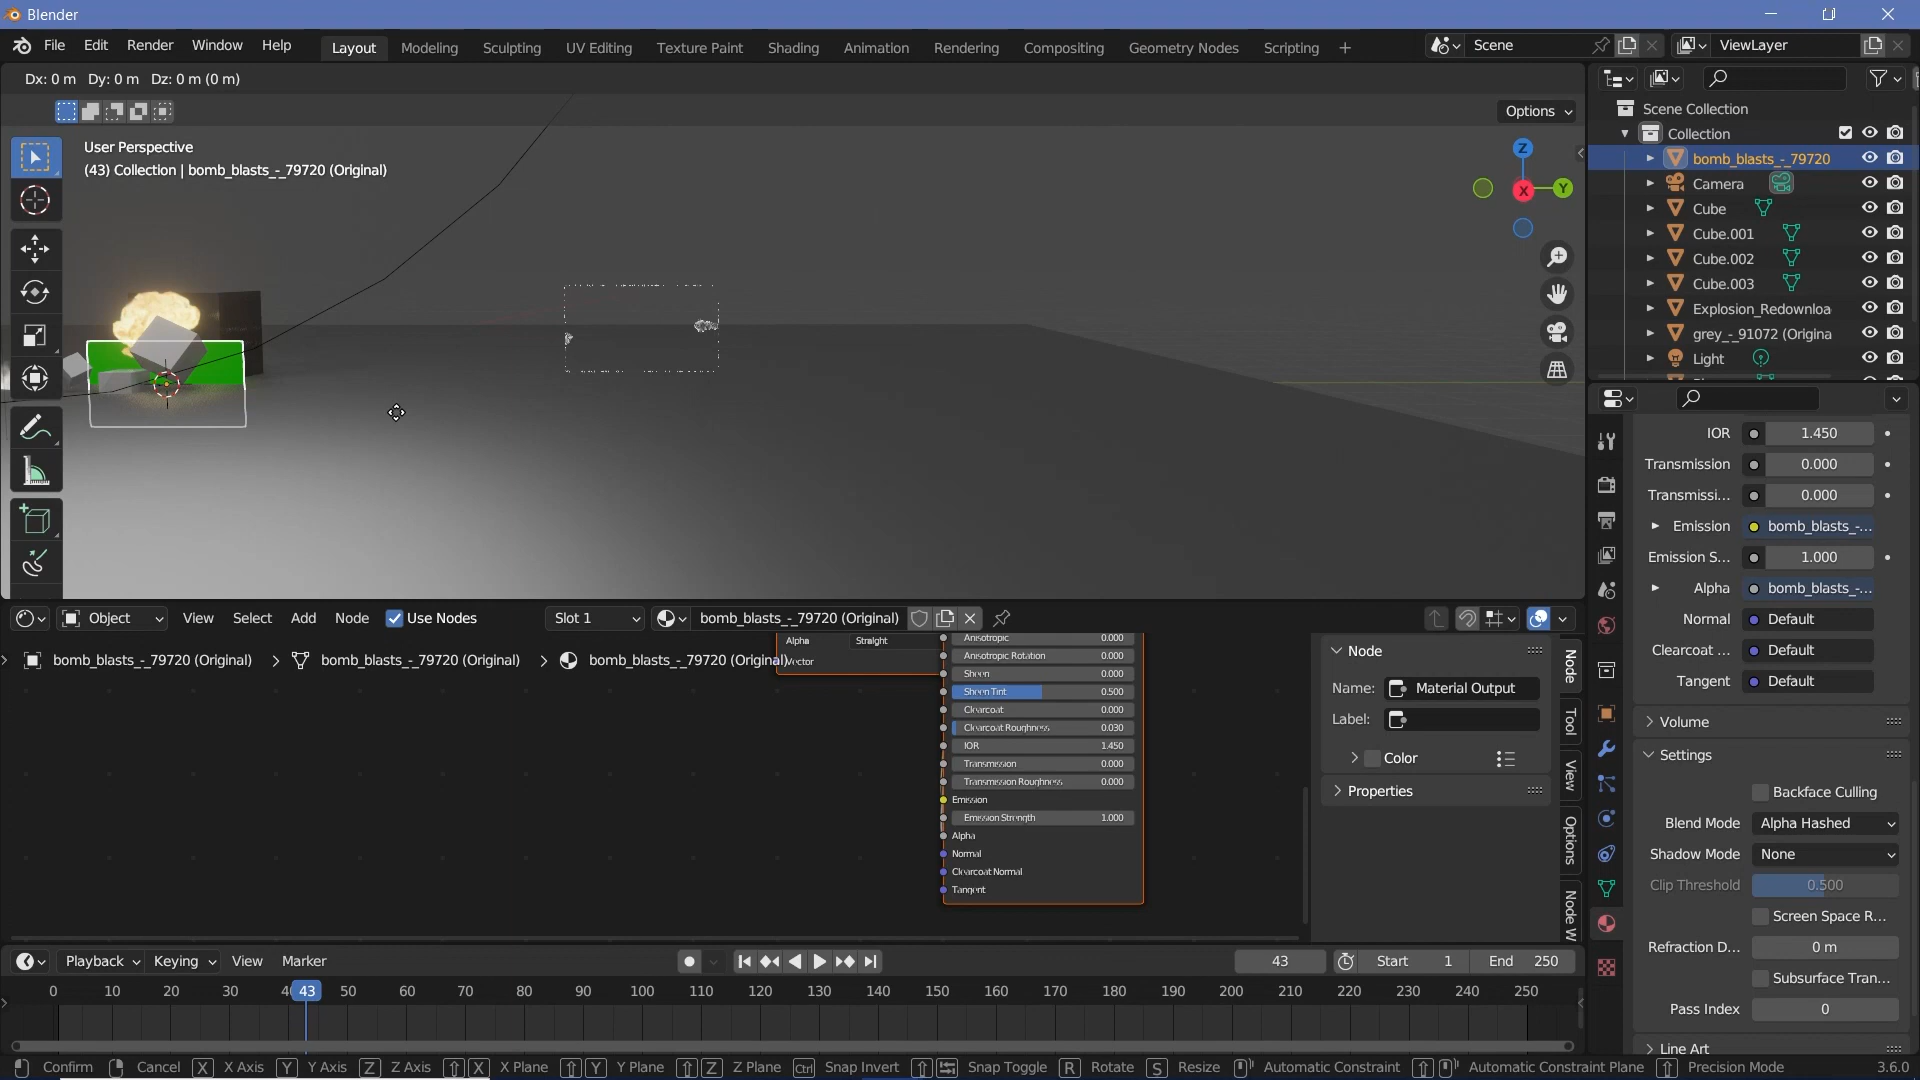 Blender
File Edit Render Window Help
Layout Modeling Sculpting UV Editing Texture Paint Shading Animation Rendering Compositing Geometry Nodes Scripting +
Scene
ViewLayer
Dx: 0 m Dy: 0 m Dz: 0 m (0 m)
Options
User Perspective
(43) Collection | bomb_blasts_-_79720 (Original)
Z
X
Y
Scene Collection
Collection
bomb_blasts_-_79720
Camera
Cube
Cube.001
Cube.002
Cube.003
Explosion_Redownloa
grey_-_91072 (Origina
Light
IOR 1.450
Transmission 0.000
Transmissi... 0.000
Emission bomb_blasts_-...
Emission S... 1.000
Alpha bomb_blasts_-...
Normal Default
Clearcoat ... Default
Tangent Default
Volume
Settings
Backface Culling
Blend Mode Alpha Hashed
Shadow Mode None
Clip Threshold 0.500
Screen Space R...
Refraction D... 0 m
Subsurface Tran...
Pass Index 0
Line Art
Object View Select Add Node Use Nodes Slot 1 bomb_blasts_-_79720 (Original)
bomb_blasts_-_79720 (Original) > bomb_blasts_-_79720 (Original) > bomb_blasts_-_79720 (Original)
Alpha Straight
Vector
Anisotropic 0.000
Anisotropic Rotation 0.000
Sheen 0.000
Sheen Tint 0.500
Clearcoat 0.000
Clearcoat Roughness 0.030
IOR 1.450
Transmission 0.000
Transmission Roughness 0.000
Emission
Emission Strength 1.000
Alpha
Normal
Clearcoat Normal
Tangent
Node
Name: Material Output
Label:
Color
Properties
Node
Tool
View
Options
Node W
Playback Keying View Marker
43 Start 1 End 250
0 10 20 30 4 43 50 60 70 80 90 100 110 120 130 140 150 160 170 180 190 200 210 220 230 240 250
Confirm Cancel X X Axis Y Y Axis Z Z Axis X X Plane Y Y Plane Z Z Plane Ctrl Snap Invert Snap Toggle R Rotate S Resize Automatic Constraint Automatic Constraint Plane Precision Mode 3.6.0